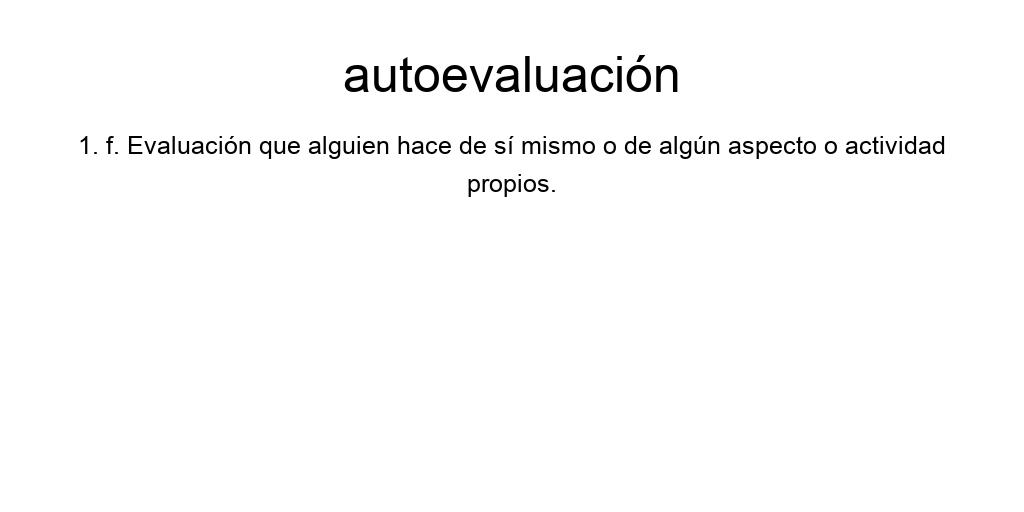 autoevaluación
1. f. Evaluación que alguien hace de sí mismo o de algún aspecto o actividad
propios.